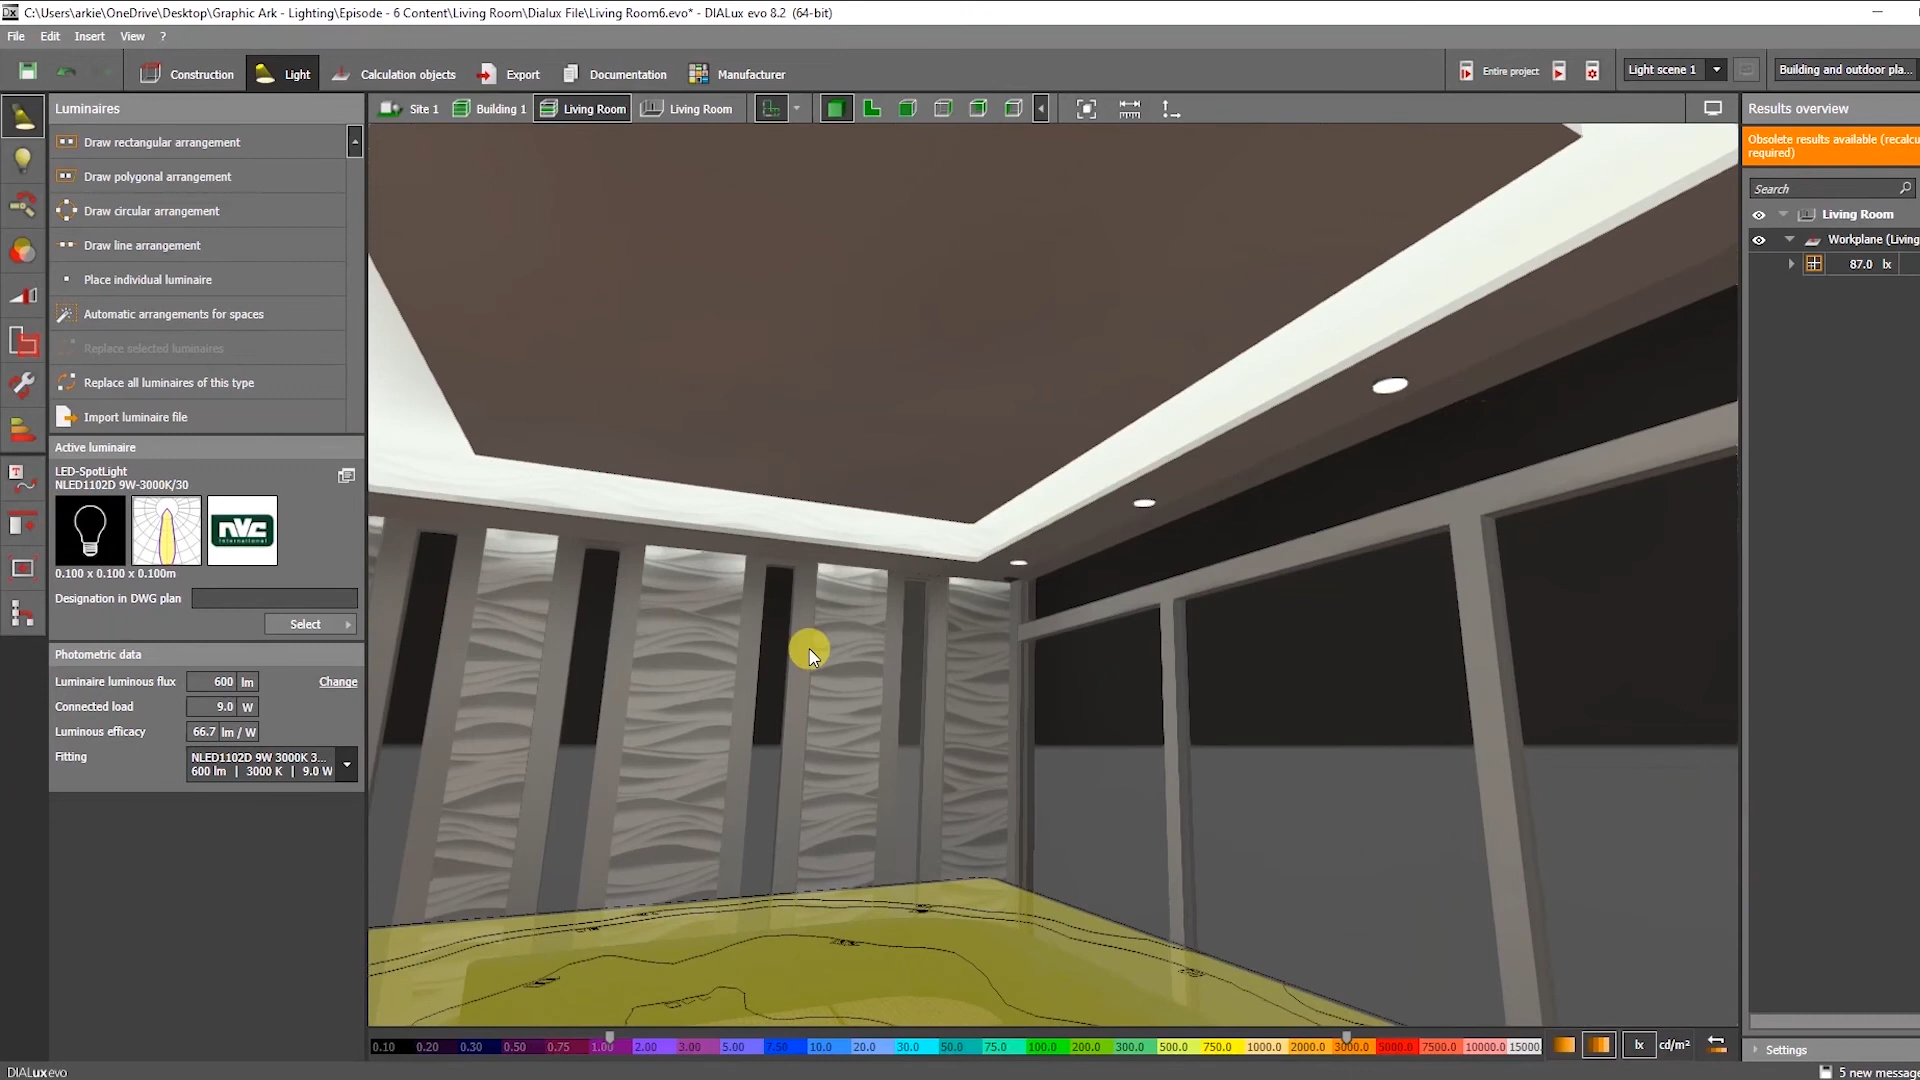 C:\Users\arkie\OneDrive\Desktop\Graphic Ark - Lighting\Episode - 6 Content\Living Room\Dialux File\Living Room6.evo* - DIALux evo 8.2 (64-bit)
File Edit Insert View ?
Construction Light Calculation objects Export Documentation Manufacturer
Entire project Light scene 1 Building and outdoor pla...
Luminaires
Site 1 Building 1 Living Room Living Room
Results overview
Obsolete results available (recalcu
required)
Draw rectangular arrangement
Draw polygonal arrangement
Draw circular arrangement
Draw line arrangement
Place individual luminaire
Automatic arrangements for spaces
Replace selected luminaires
Replace all luminaires of this type
Import luminaire file
Search
Living Room
Workplane (Living
87.0 lx
Active luminaire
LED-SpotLight
NLED1102D 9W-3000K/30
nvc
International
0.100 x 0.100 x 0.100m
Designation in DWG plan
Select
Photometric data
Luminaire luminous flux 600 lm Change
Connected load 9.0 W
Luminous efficacy 66.7 lm / W
Fitting NLED1102D 9W 3000K 3...
600 lm | 3000 K | 9.0 W
0.10 0.20 0.30 0.50 0.75 1.00 2.00 3.00 5.00 7.50 10.0 20.0 30.0 50.0 75.0 100.0 200.0 300.0 500.0 750.0 1000.0 2000.0 3000.0 5000.0 7500.0 10000.0 15000.
lx cd/m²
Settings
DIALux evo
5 new message